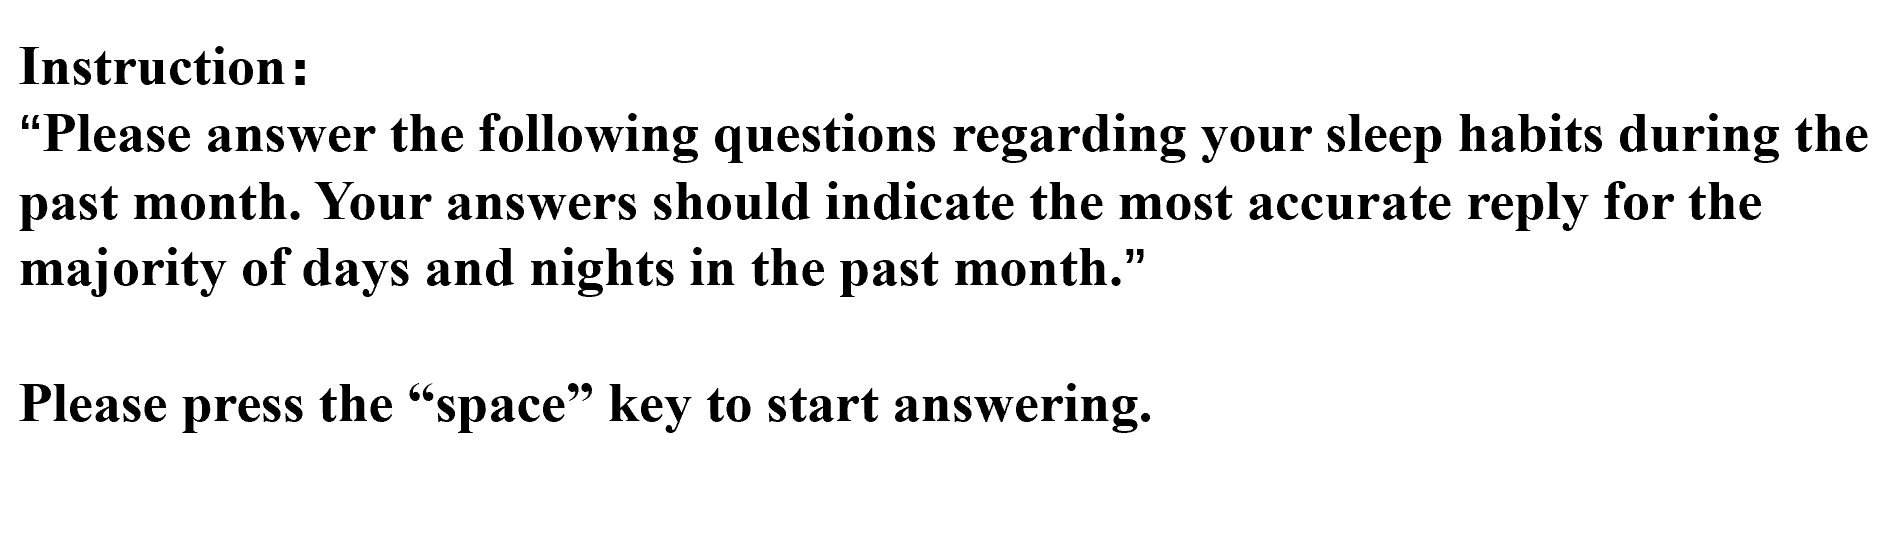 Instruction:
“Please answer the following questions regarding your sleep habits during the
past month. Your answers should indicate the most accurate reply for the
majority of days and nights in the past month.”
Please press the “space” key to start answering.